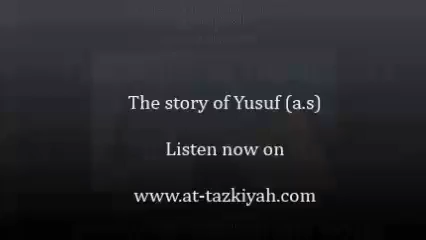 The story of Yusuf (a.s)
Listen now on
www.at-tazkiyah.com